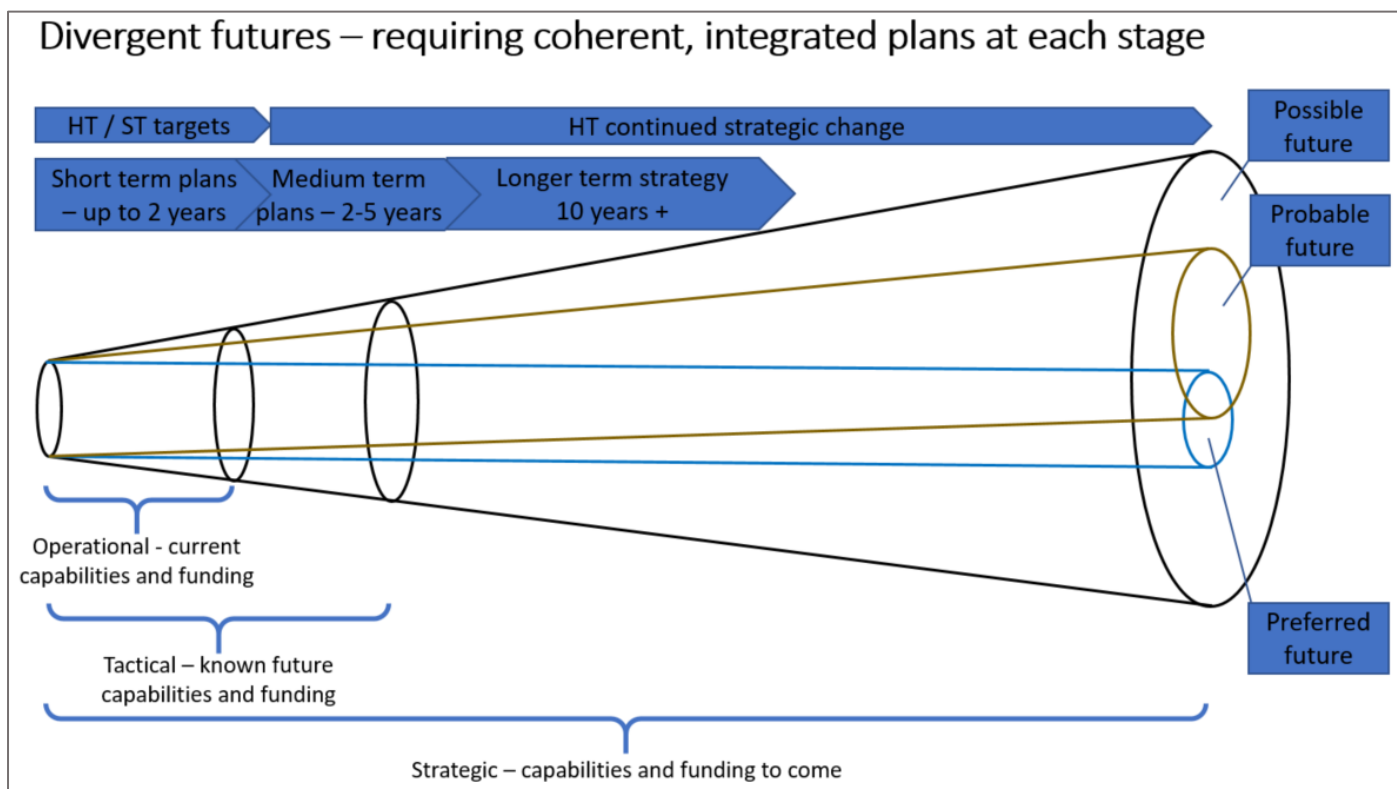 Divergent futures – requiring coherent, integrated plans at each stage
HT / ST targets
HT continued strategic change
Possible
future
Short term plans
– up to 2 years
Medium term
plans – 2-5 years
Longer term strategy
10 years +
Probable
future
Operational - current
capabilities and funding
Tactical – known future
capabilities and funding
Preferred
future
Strategic – capabilities and funding to come